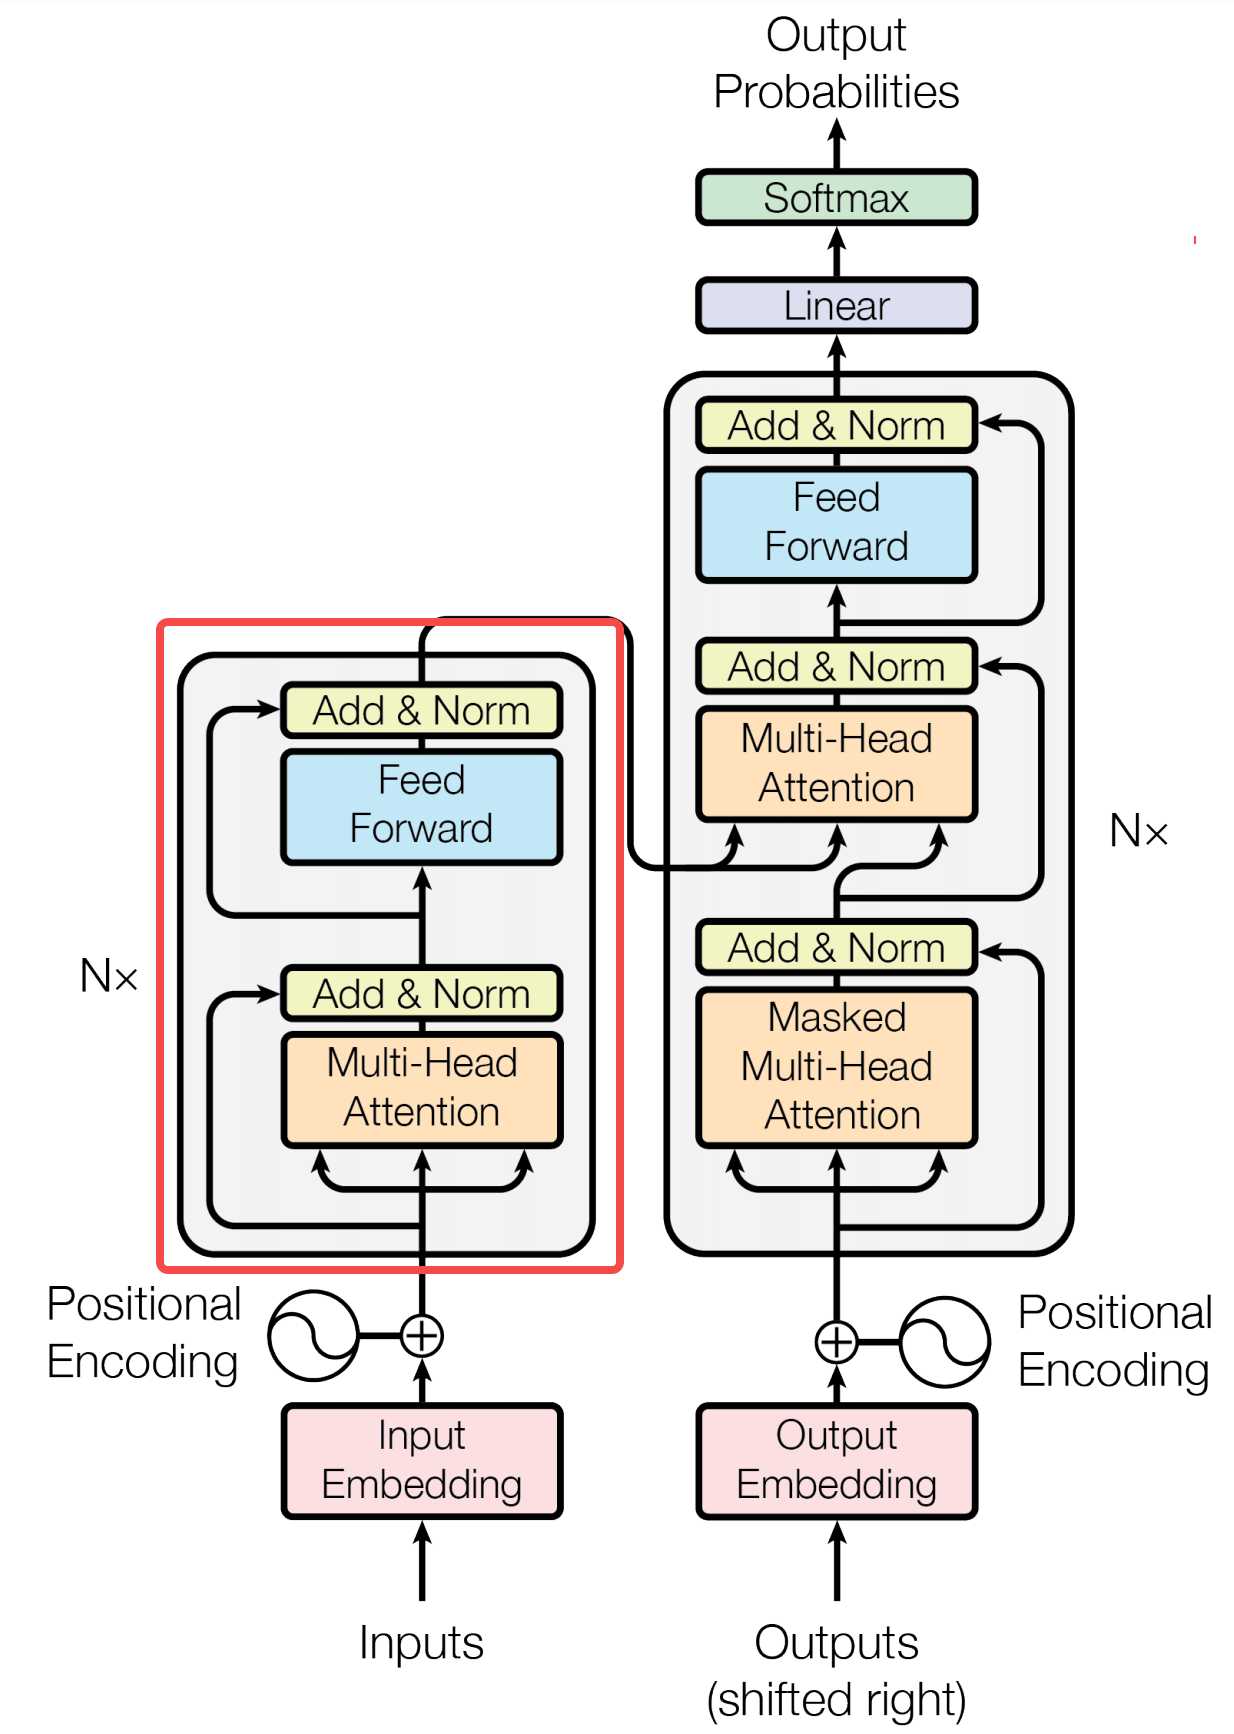 Output
Probabilities
Softmax
Linear
Add & Norm
Feed
Forward
Add & Norm
Multi-Head
Attention
Nx
Add & Norm
Masked
Multi-Head
Attention
Add & Norm
Feed
Forward
Nx
Add & Norm
Multi-Head
Attention
Positional
Encoding
Positional
Encoding
Input
Embedding
Output
Embedding
Inputs
Outputs
(shifted right)